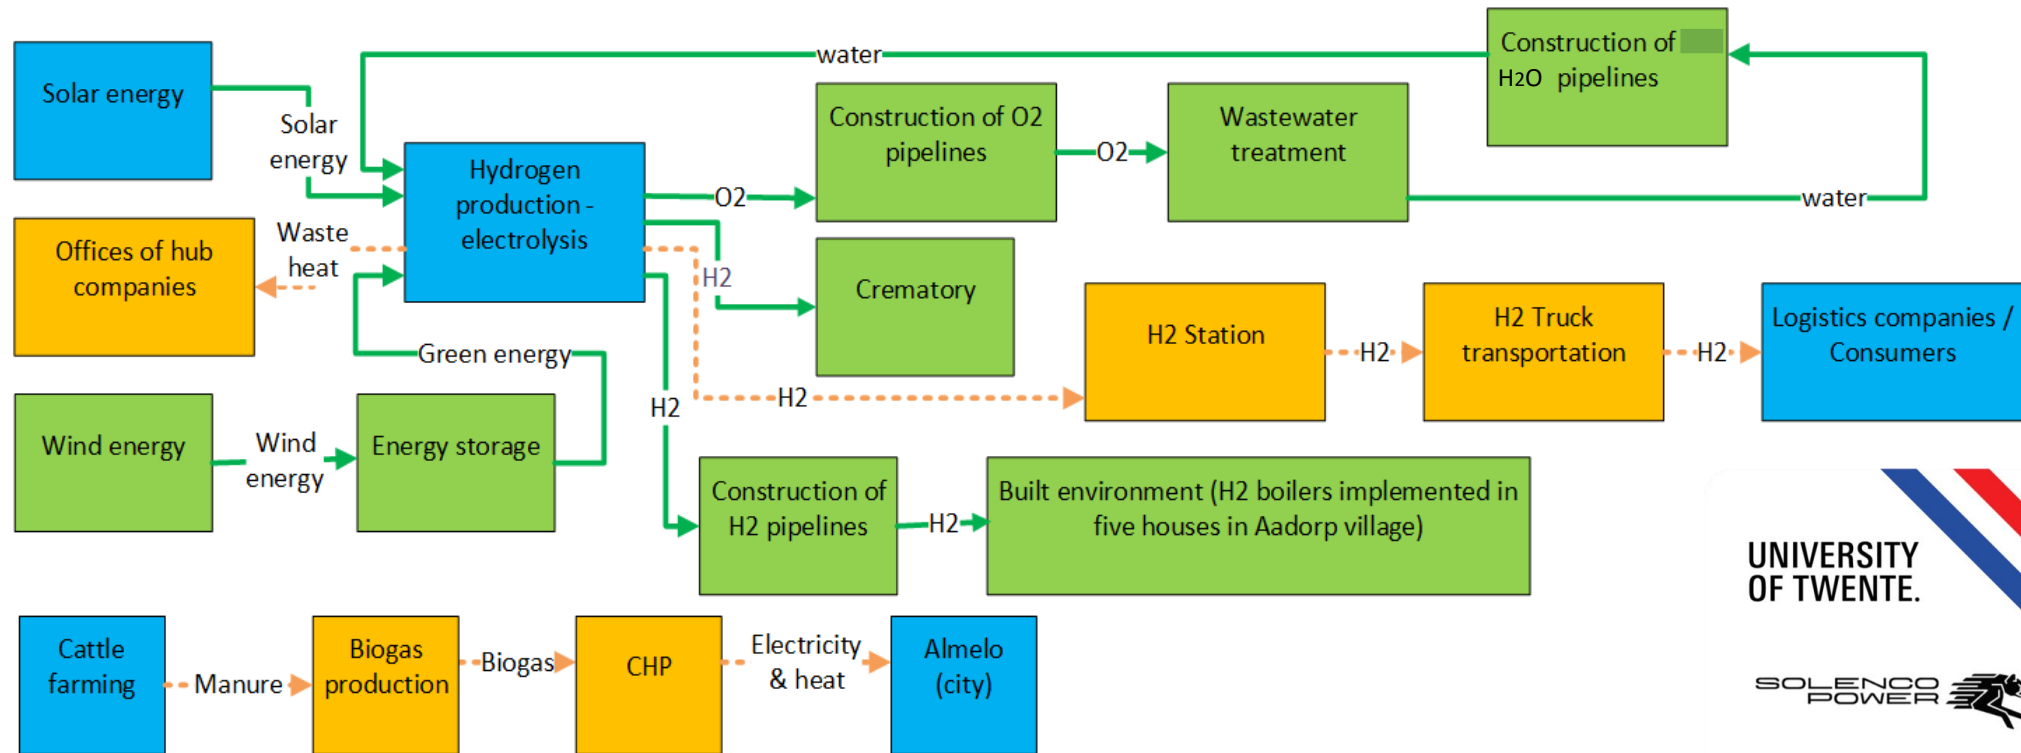 water
Construction of
H2O pipelines
Solar energy
Solar
energy
Construction of O2
pipelines
O2
Wastewater
treatment
water
Hydrogen
production -
electrolysis
O2
Offices of hub
companies
Waste
heat
H2
Crematory
H2 Station
H2
H2 Truck
transportation
H2
Logistics companies /
Consumers
Green energy
H2
H2
Wind energy
Wind
energy
Energy storage
Construction of
H2 pipelines
H2
Built environment (H2 boilers implemented in
five houses in Aadorp village)
UNIVERSITY
OF TWENTE.
Cattle
farming
Manure
Biogas
production
Biogas
CHP
Electricity
& heat
Almelo
(city)
SOLENCO
POWER